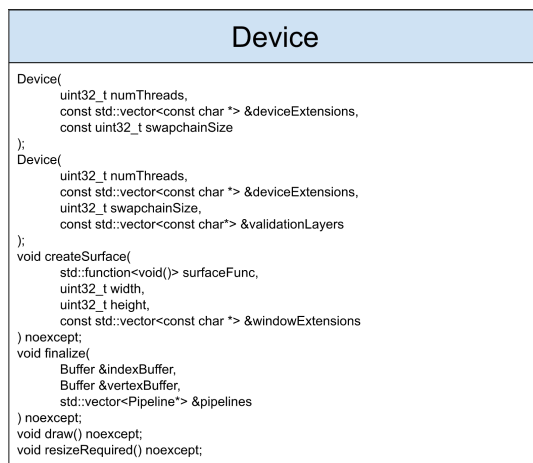 Device
Device(
uint32_t numThreads,
const std::vector<const char *> &deviceExtensions,
const uint32_t swapchainSize
);
Device(
uint32_t numThreads,
const std::vector<const char *> &deviceExtensions,
uint32_t swapchainSize,
const std::vector<const char*> &validationLayers
);
void createSurface(
std::function<void()> surfaceFunc,
uint32_t width,
uint32_t height,
const std::vector<const char *> &windowExtensions
) noexcept;
void finalize(
Buffer &indexBuffer,
Buffer &vertexBuffer,
std::vector<Pipeline*> &pipelines
) noexcept;
void draw() noexcept;
void resizeRequired() noexcept;